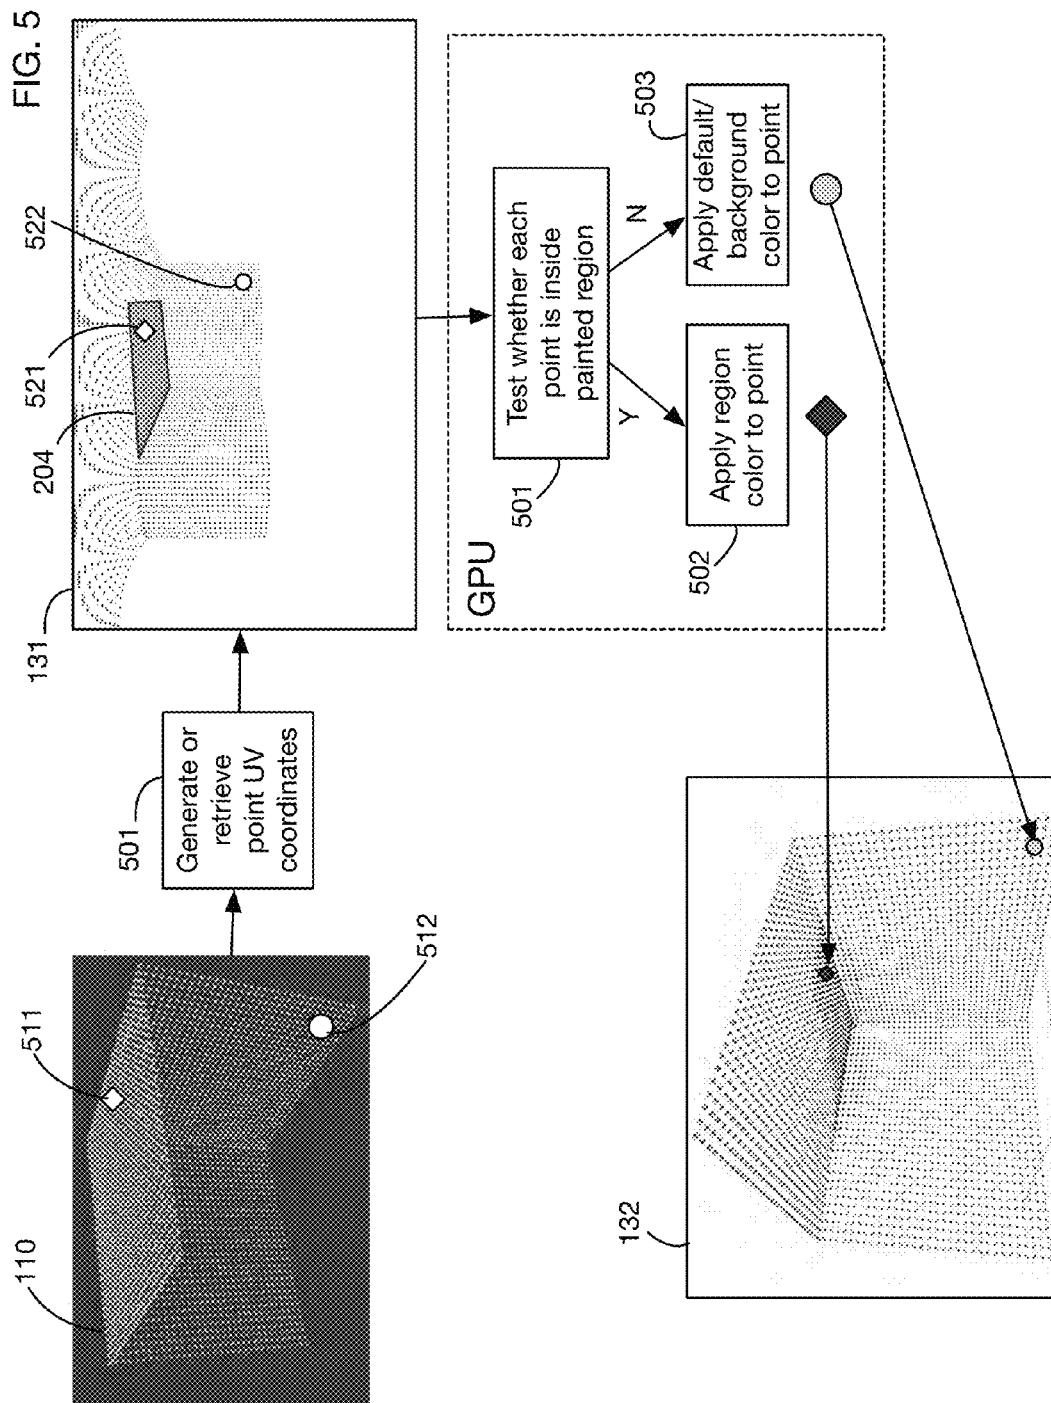 FIG. 5
110
511
512
501
Generate or
retrieve
point UV
coordinates
131
204
521
522
GPU
501
Test whether each
point is inside
painted region
Y
N
502
Apply region
color to point
503
Apply default/
background
color to point
132